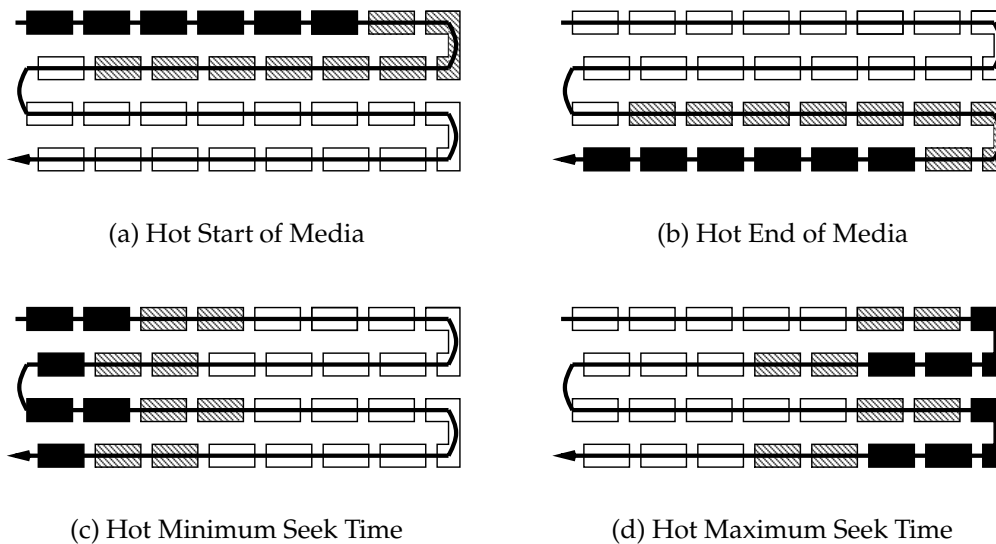 (a) Hot Start of Media
(b) Hot End of Media
(c) Hot Minimum Seek Time
(d) Hot Maximum Seek Time